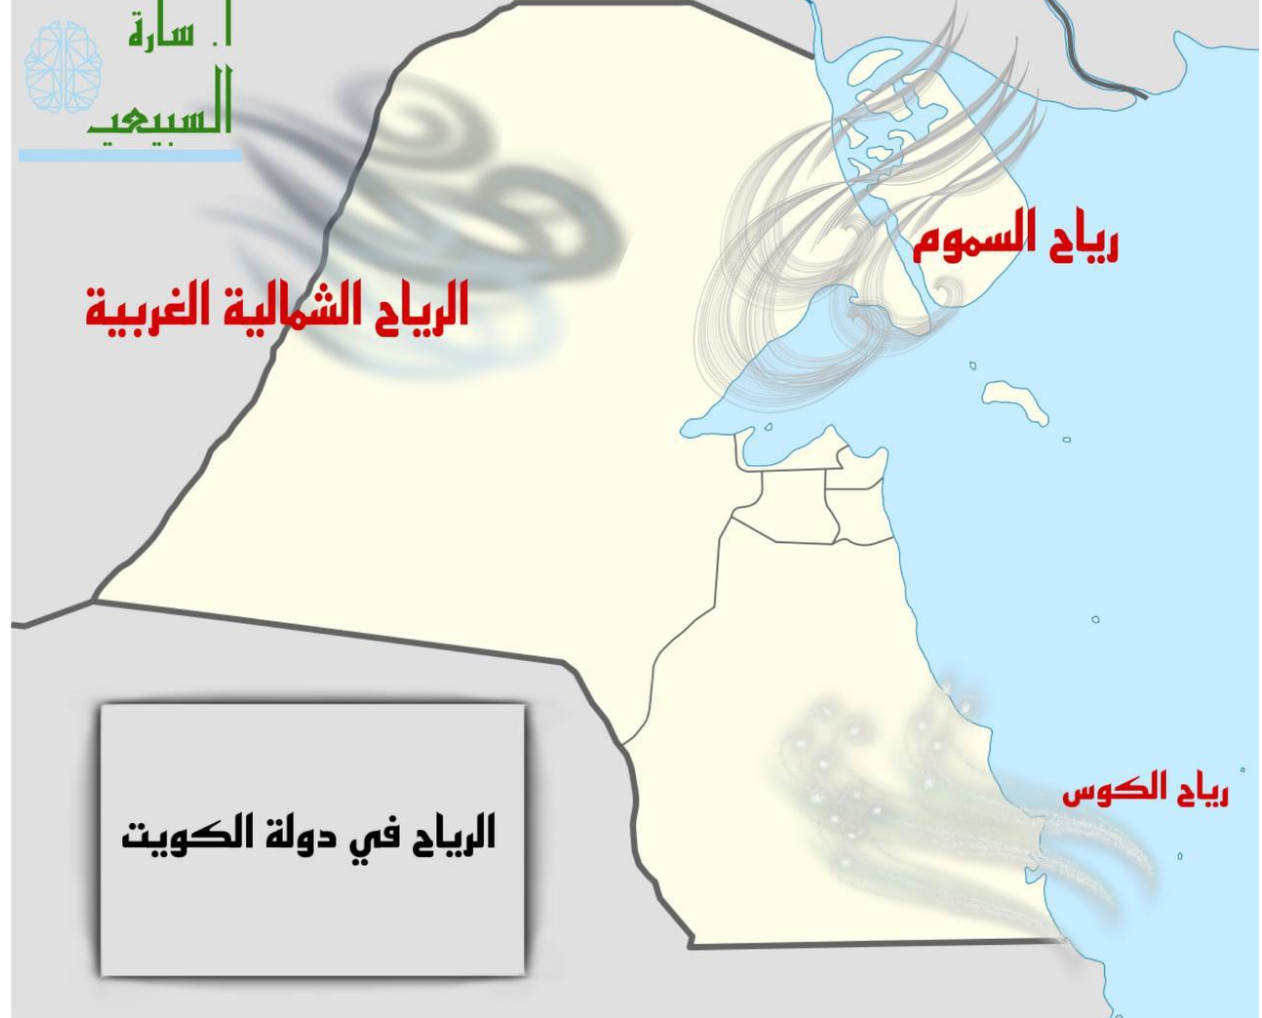 أ. سارة
السبيعي
رياح السموم
الرياح الشمالية الغربية
رياح الكوس
الرياح في دولة الكويت